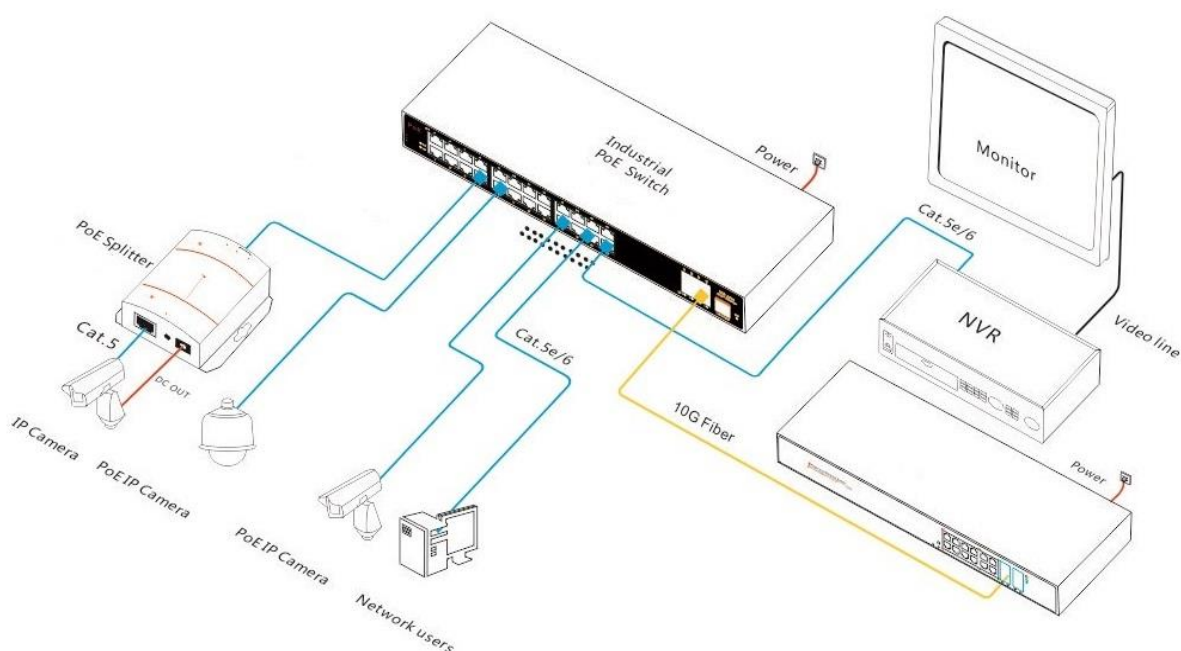 Industrial
PoE Switch
Power
Monitor
Cat.5e/6
PoE Splitter
NVR
Video line
Cat.5
DC OUT
Cat.5e/6
10G Fiber
IP Camera
PoE IP Camera
Power
PoE IP Camera
Network users
PoE